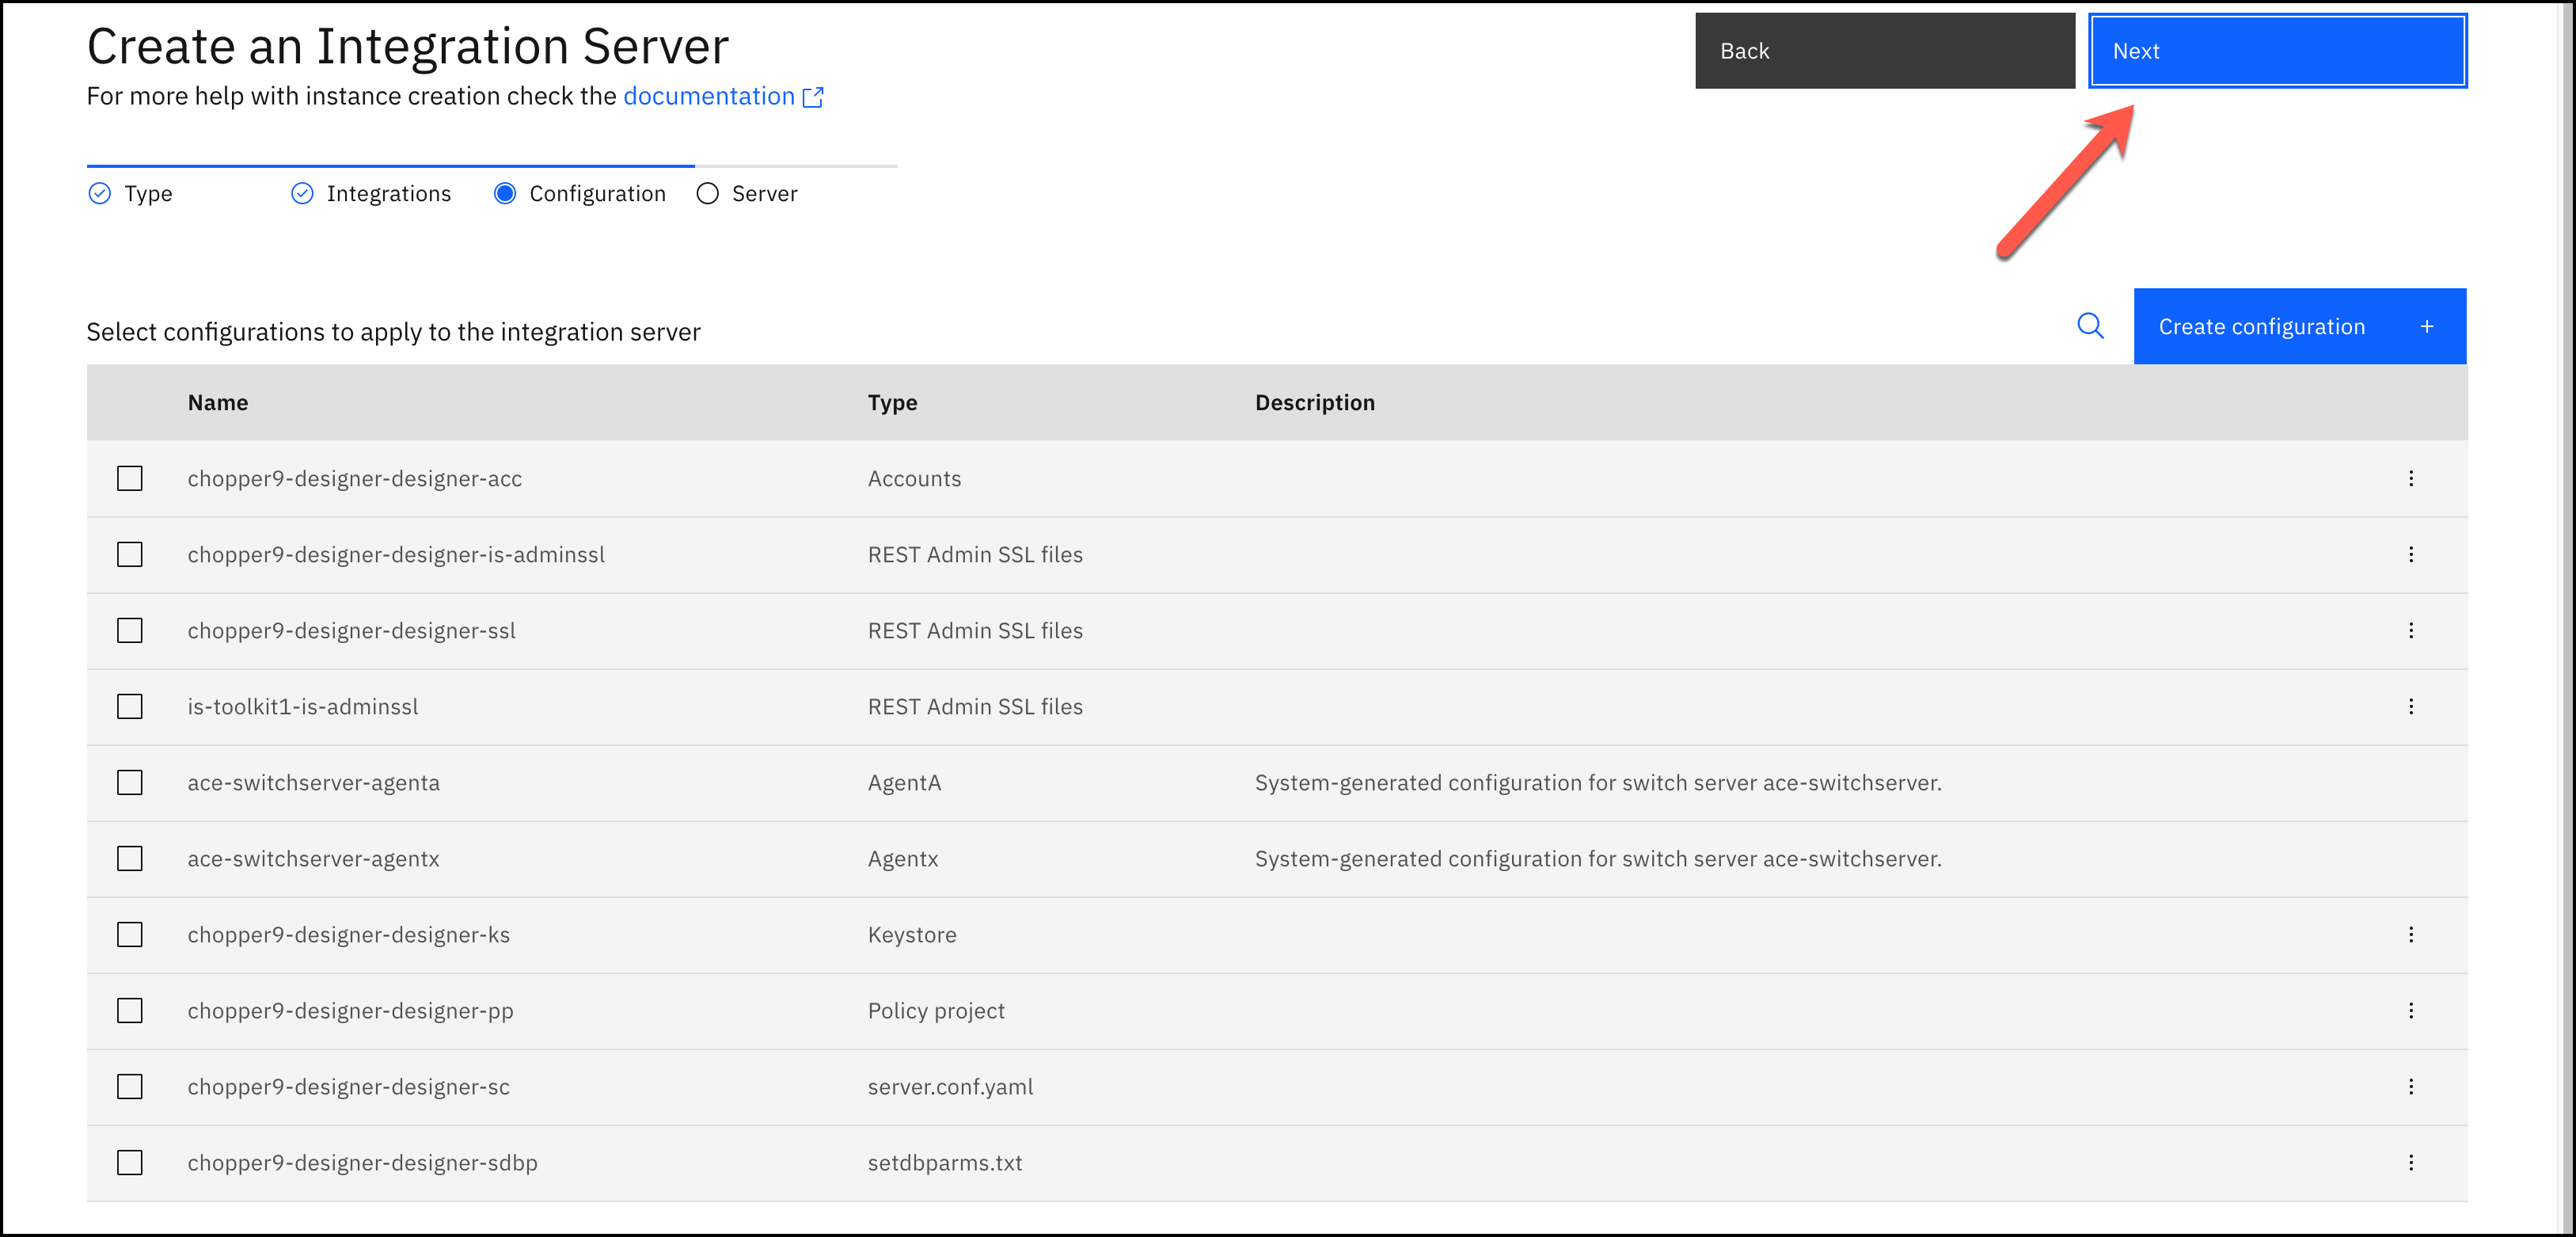 Create an Integration Server
Back
Next
For more help with instance creation check the documentation
Type
Integrations
Configuration
Server
Select configurations to apply to the integration server
Create configuration +
Name Type Description
chopper9-designer-designer-acc Accounts
chopper9-designer-designer-is-adminssl REST Admin SSL files
chopper9-designer-designer-ssl REST Admin SSL files
is-toolkit1-is-adminssl REST Admin SSL files
ace-switchserver-agenta AgentA System-generated configuration for switch server ace-switchserver.
ace-switchserver-agentx Agentx System-generated configuration for switch server ace-switchserver.
chopper9-designer-designer-ks Keystore
chopper9-designer-designer-pp Policy project
chopper9-designer-designer-sc server.conf.yaml
chopper9-designer-designer-sdbp setdbparms.txt